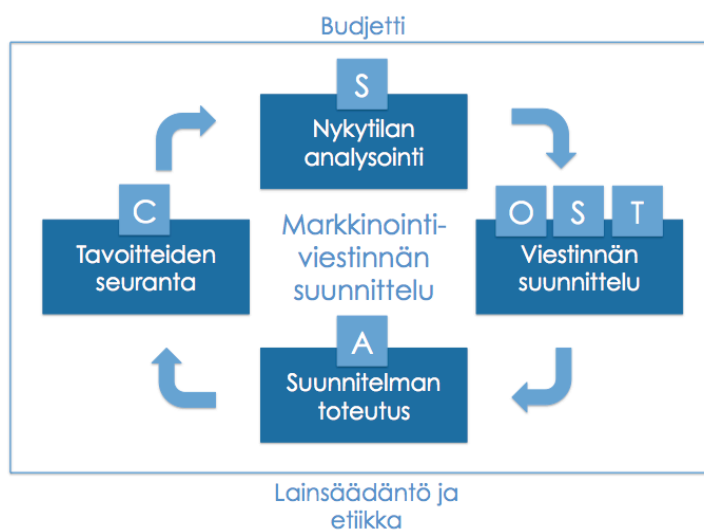 Budjetti
S
Nykytilan
analysointi
C
Tavoitteiden
seuranta
Markkinointi-
viestinnän
suunnittelu
O S T
Viestinnän
suunnittelu
A
Suunnitelman
toteutus
Lainsäädäntö ja
etiikka